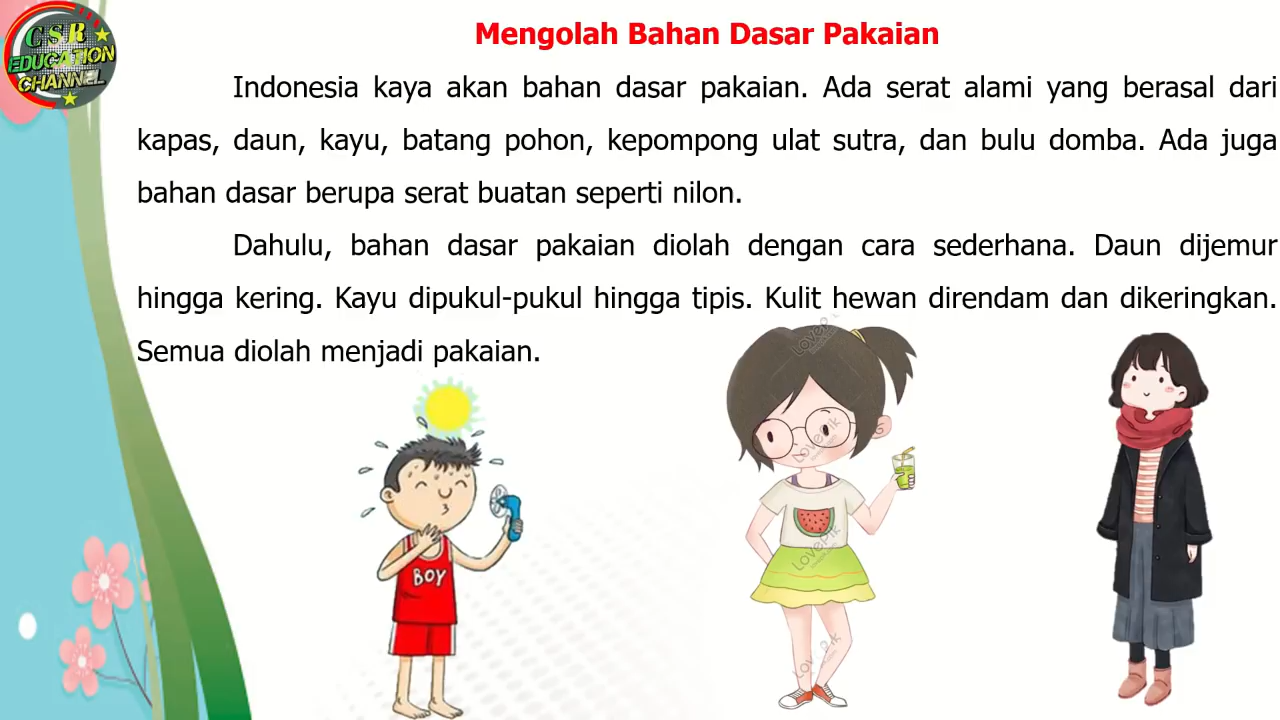 CSR
EDUCATION
CHANNEL
Mengolah Bahan Dasar Pakaian
Indonesia kaya akan bahan dasar pakaian. Ada serat alami yang berasal dari
kapas, daun, kayu, batang pohon, kepompong ulat sutra, dan bulu domba. Ada juga
bahan dasar berupa serat buatan seperti nilon.
Dahulu, bahan dasar pakaian diolah dengan cara sederhana. Daun dijemur
hingga kering. Kayu dipukul-pukul hingga tipis. Kulit hewan direndam dan dikeringkan.
Semua diolah menjadi pakaian.
BOY